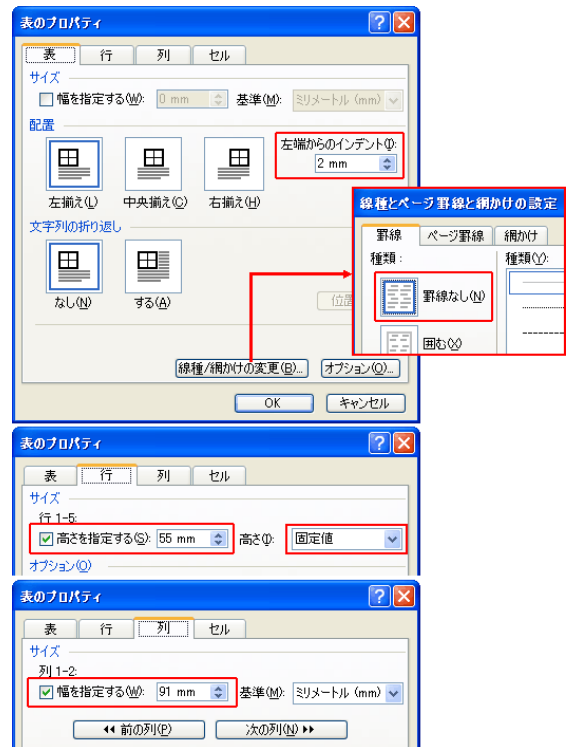 表のプロパティ
表 行 列 セル
サイズ
幅を指定する(W): 0 mm 基準(M): ミリメートル (mm)
配置
左端からのインデント(I):
2 mm
左揃え(L) 中央揃え(C) 右揃え(H)
文字列の折り返し
なし(N) する(A)
位置
線種/網かけの変更(B)... オプション(O)...
OK キャンセル
線種とページ罫線と網かけの設定
罫線 ページ罫線 網かけ
種類: 種類(Y):
罫線なし(N)
囲む(X)
表のプロパティ
表 行 列 セル
サイズ
行 1-5:
高さを指定する(S): 55 mm 高さ(I): 固定値
オプション(O)
表のプロパティ
表 行 列 セル
サイズ
列 1-2:
幅を指定する(W): 91 mm 基準(M): ミリメートル (mm)
前の列(P) 次の列(N)